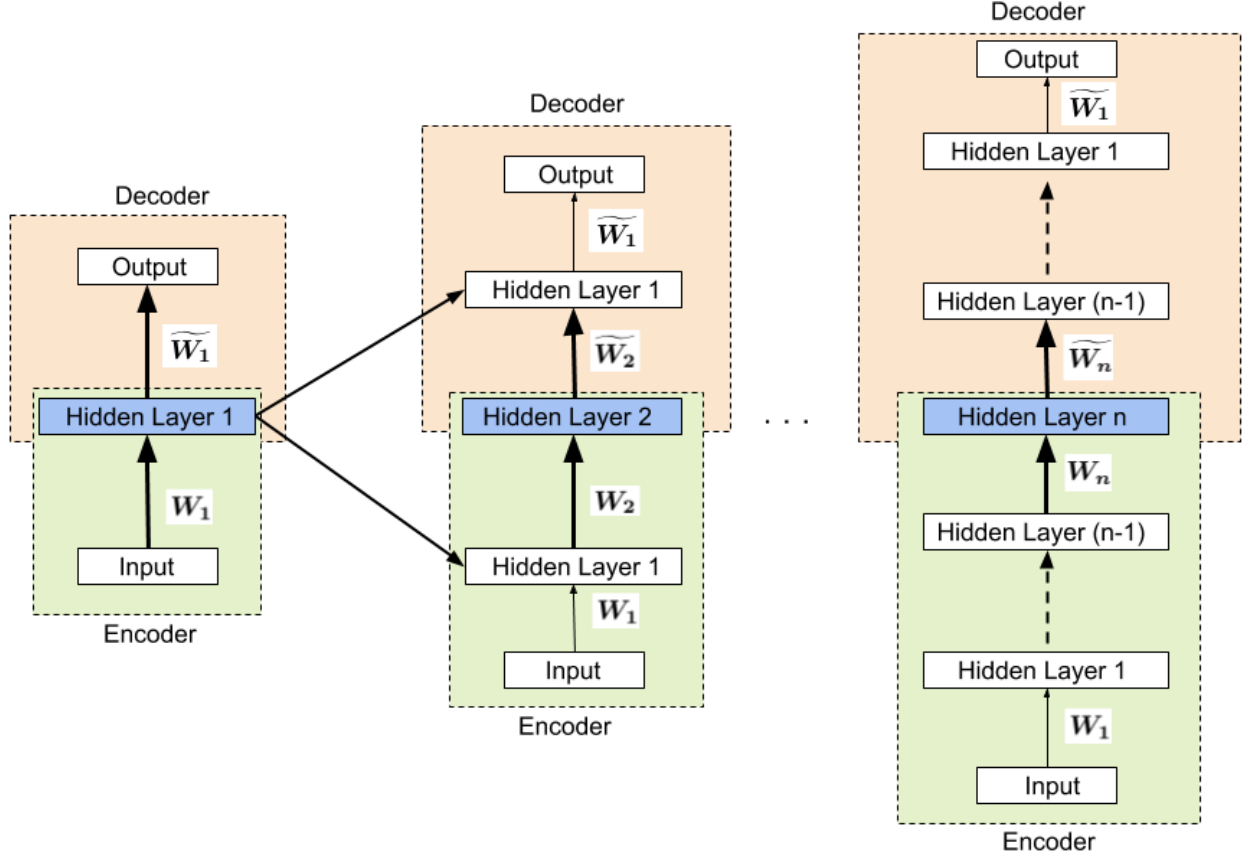 Decoder
Output
W̃₁
Hidden Layer 1
W₁
Input
Encoder
Decoder
Output
W̃₁
Hidden Layer 1
W̃₂
Hidden Layer 2
W₂
Hidden Layer 1
W₁
Input
Encoder
. . .
Decoder
Output
W̃₁
Hidden Layer 1
Hidden Layer (n-1)
W̃ₙ
Hidden Layer n
Wₙ
Hidden Layer (n-1)
Hidden Layer 1
W₁
Input
Encoder